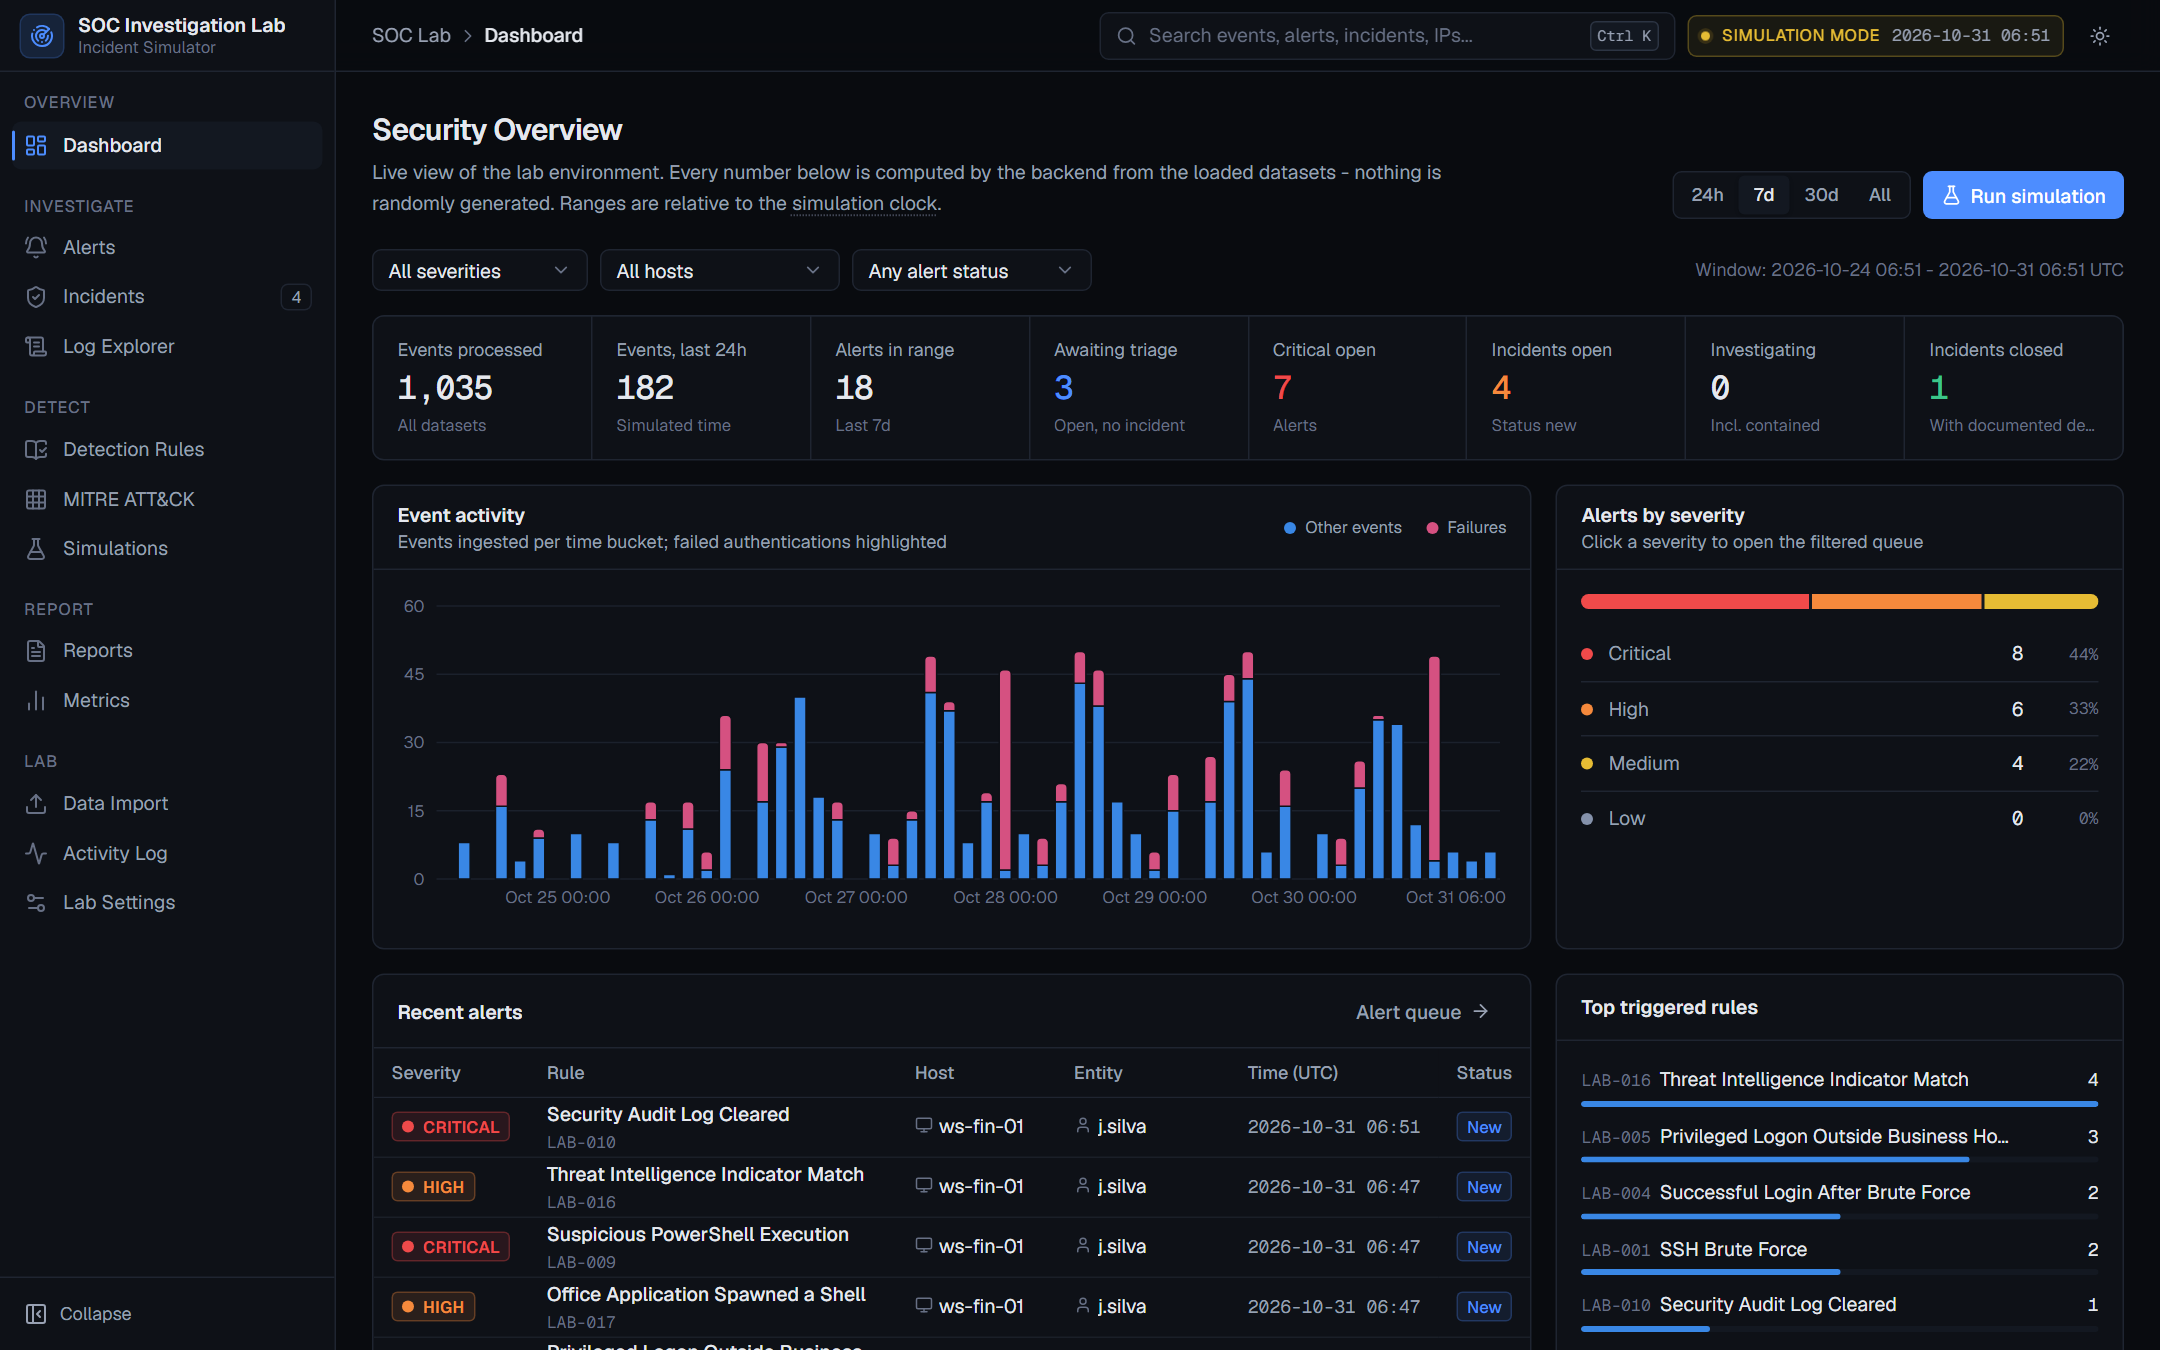 SOC Investigation Lab
Incident Simulator
SOC Lab > Dashboard
Search events, alerts, incidents, IPs...
Ctrl K
SIMULATION MODE 2026-10-31 06:51
OVERVIEW
Dashboard
INVESTIGATE
Alerts
Incidents 4
Log Explorer
DETECT
Detection Rules
MITRE ATT&CK
Simulations
REPORT
Reports
Metrics
LAB
Data Import
Activity Log
Lab Settings
Collapse
Security Overview
Live view of the lab environment. Every number below is computed by the backend from the loaded datasets - nothing is
randomly generated. Ranges are relative to the simulation clock.
24h 7d 30d All
Run simulation
All severities
All hosts
Any alert status
Window: 2026-10-24 06:51 - 2026-10-31 06:51 UTC
Events processed
1,035
All datasets
Events, last 24h
182
Simulated time
Alerts in range
18
Last 7d
Awaiting triage
3
Open, no incident
Critical open
7
Alerts
Incidents open
4
Status new
Investigating
0
Incl. contained
Incidents closed
1
With documented de...
Event activity
Events ingested per time bucket; failed authentications highlighted
Other events
Failures
60
45
30
15
0
Oct 25 00:00
Oct 26 00:00
Oct 27 00:00
Oct 28 00:00
Oct 29 00:00
Oct 30 00:00
Oct 31 06:00
Alerts by severity
Click a severity to open the filtered queue
Critical 8 44%
High 6 33%
Medium 4 22%
Low 0 0%
Recent alerts
Alert queue
Severity Rule Host Entity Time (UTC) Status
CRITICAL Security Audit Log Cleared ws-fin-01 j.silva 2026-10-31 06:51 New
LAB-010
HIGH Threat Intelligence Indicator Match ws-fin-01 j.silva 2026-10-31 06:47 New
LAB-016
CRITICAL Suspicious PowerShell Execution ws-fin-01 j.silva 2026-10-31 06:47 New
LAB-009
HIGH Office Application Spawned a Shell ws-fin-01 j.silva 2026-10-31 06:47 New
LAB-017
Privileged Logon Outside Business
Top triggered rules
LAB-016 Threat Intelligence Indicator Match 4
LAB-005 Privileged Logon Outside Business Ho... 3
LAB-004 Successful Login After Brute Force 2
LAB-001 SSH Brute Force 2
LAB-010 Security Audit Log Cleared 1